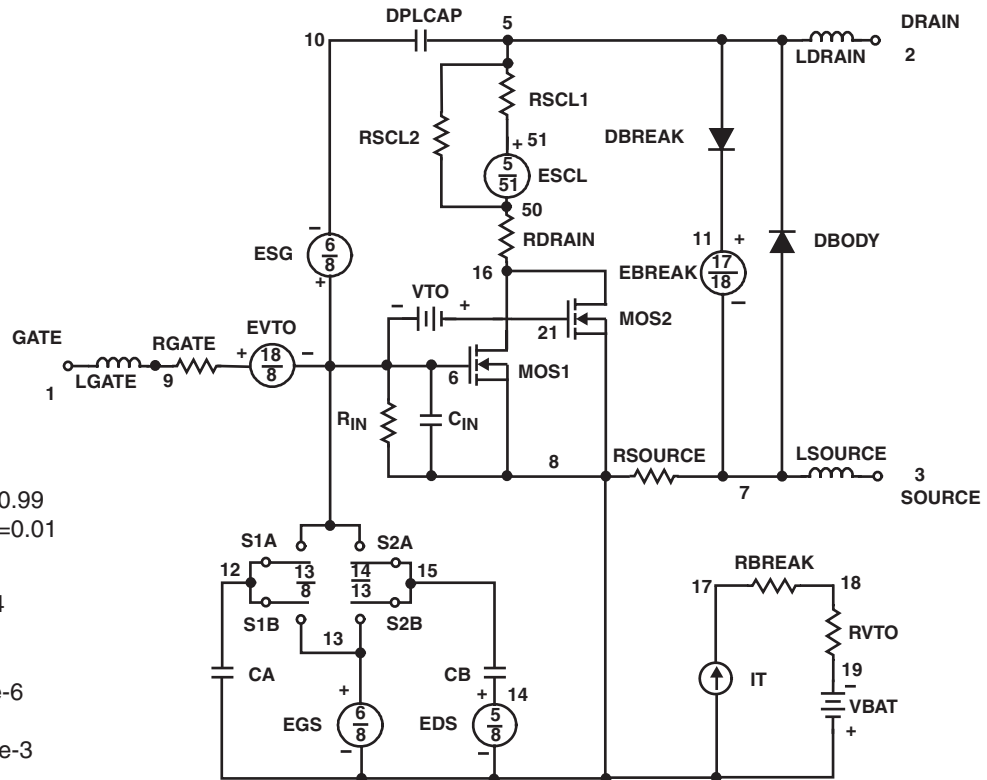 DPLCAP
5
DRAIN
10
2
LDRAIN
RSCL1
RSCL2
DBREAK
+ 51
5
51
ESCL
50
RDRAIN
ESG
−
6
8
+
11
+
17
18
EBREAK
−
DBODY
16
− VTO +
21
MOS2
GATE
1
LGATE
RGATE
9
EVTO
+
18
8
−
6
MOS1
RIN
CIN
8
RSOURCE
LSOURCE
7
3
SOURCE
0.99
=0.01
S1A
S2A
12
13
8
14
13
15
S1B
S2B
13
4
CA
CB
+
6
8
EGS
−
+ 14
5
8
EDS
−
RBREAK
17
18
RVTO
19
IT
−
VBAT
+
e-6
e-3